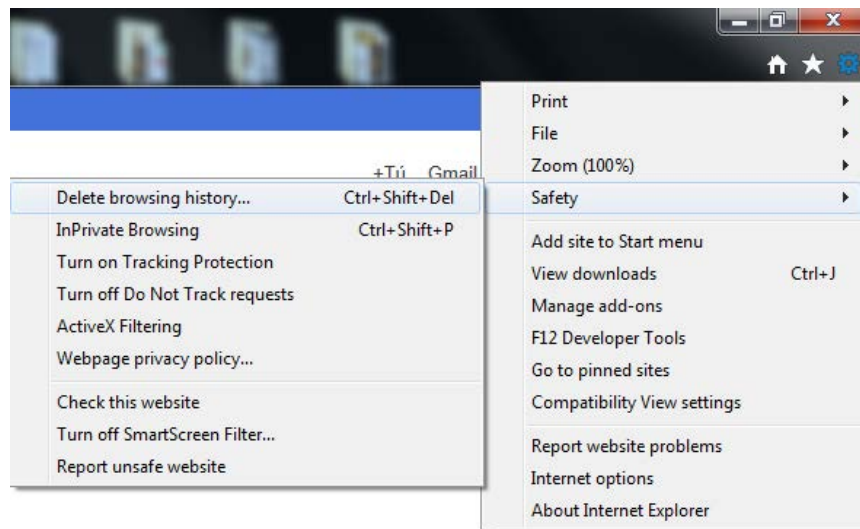 +Tú Gmail
Print
File
Zoom (100%)
Safety
Add site to Start menu
View downloads Ctrl+J
Manage add-ons
F12 Developer Tools
Go to pinned sites
Compatibility View settings
Report website problems
Internet options
About Internet Explorer
Delete browsing history... Ctrl+Shift+Del
InPrivate Browsing Ctrl+Shift+P
Turn on Tracking Protection
Turn off Do Not Track requests
ActiveX Filtering
Webpage privacy policy...
Check this website
Turn off SmartScreen Filter...
Report unsafe website